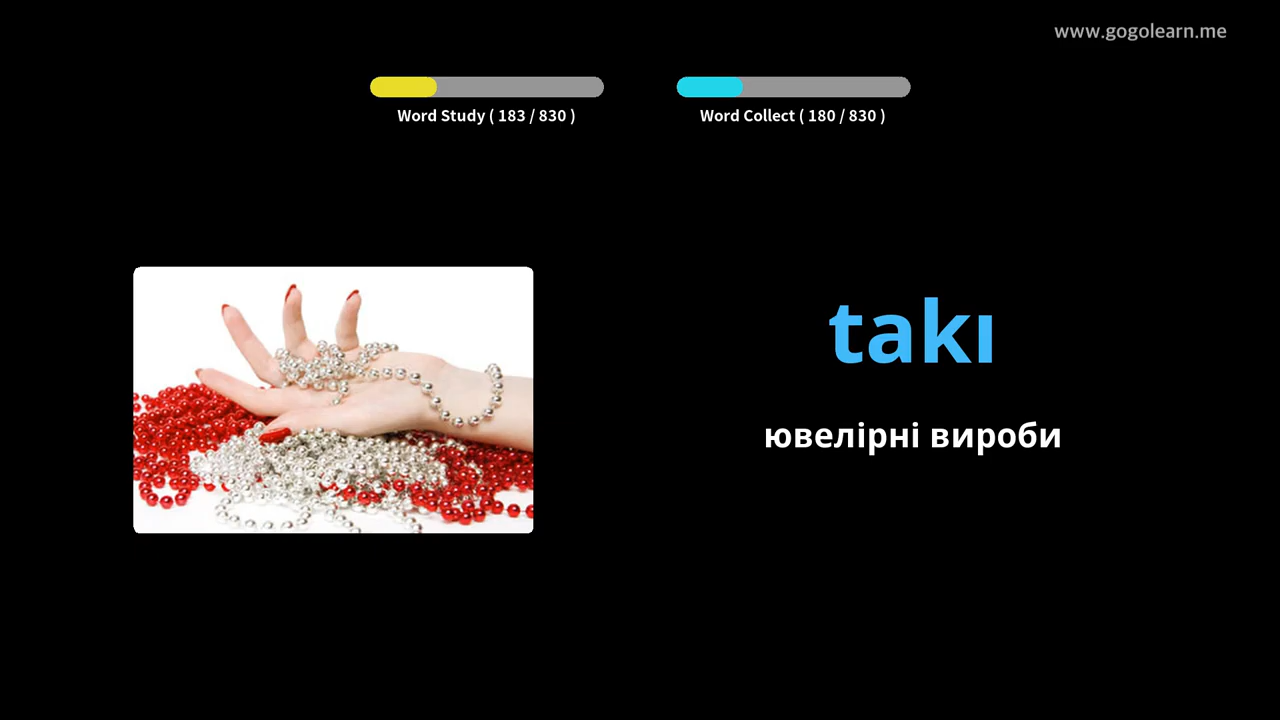 www.gogolearn.me
Word Study ( 183 / 830 )
Word Collect ( 180 / 830 )
takı
ювелірні вироби